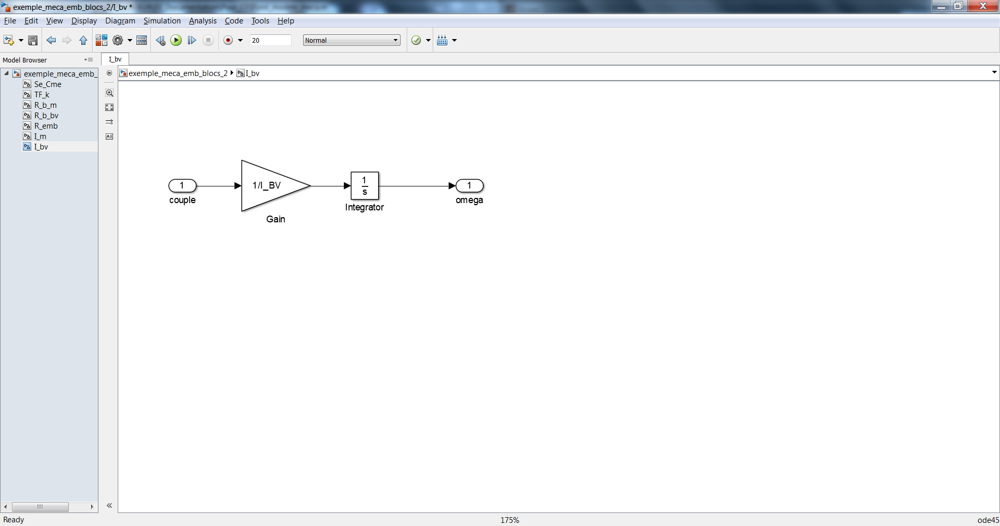 exemple_meca_emb_blocs_2/I_bv *
File Edit View Display Diagram Simulation Analysis Code Tools Help
20 Normal
Model Browser
I_bv
exemple_meca_emb_blocs_2 I_bv
exemple_meca_emb_
Se_Cme
TF_k
R_b_m
R_b_bv
R_emb
I_m
I_bv
1
couple
1/I_BV
Gain
1
s
Integrator
1
omega
Ready 175% ode45